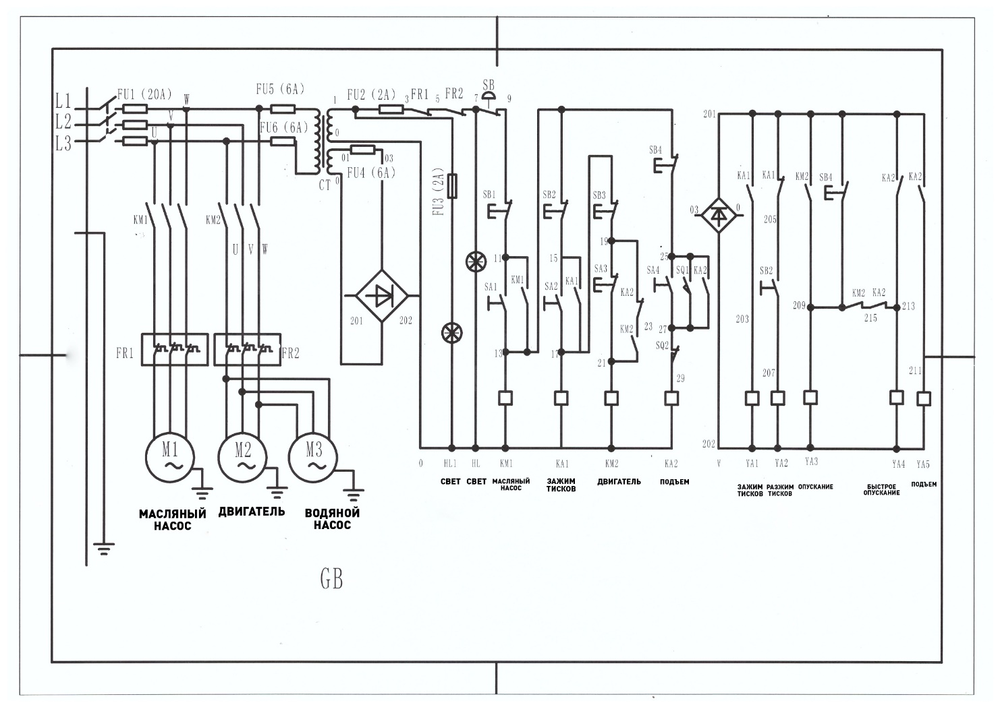 L1
L2
L3
FU1 (20A)
W
V
U
FU5 (6A)
FU6 (6A)
1
0
01
03
0
CT
FU2 (2A)
FU4 (6A)
3
FR1
5
FR2
7
SB
9
FU3 (2A)
KM1
KM2
U
V
W
201
202
FR1
FR2
M1
M2
M3
МАСЛЯНЫЙ
НАСОС
ДВИГАТЕЛЬ
ВОДЯНОЙ
НАСОС
GB
SB1
11
SA1
KM1
13
SB2
15
SA2
KA1
17
SB3
19
SA3
KA2
KM2
23
21
SB4
25
SA4
SQ1
KA2
27
SQ2
29
0
HL1
HL
KM1
KA1
KM2
KA2
СВЕТ
СВЕТ
МАСЛЯНЫЙ
НАСОС
ЗАЖИМ
ТИСКОВ
ДВИГАТЕЛЬ
ПОДЪЕМ
201
03
0
202
KA1
203
KA1
205
SB2
207
KM2
209
SB4
KM2
KA2
215
KA2
213
KA2
211
V
YA1
YA2
YA3
YA4
YA5
ЗАЖИМ
ТИСКОВ
РАЗЖИМ
ТИСКОВ
ОПУСКАНИЕ
БЫСТРОЕ
ОПУСКАНИЕ
ПОДЪЕМ